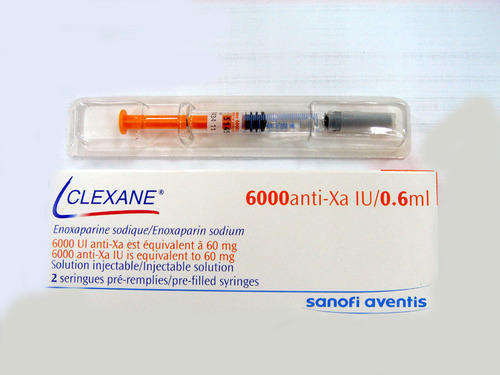 CLEXANE®
6000anti-Xa IU/0.6ml
Enoxaparine sodique/Enoxaparin sodium
6000 UI anti-Xa est équivalent à 60 mg
6000 anti-Xa IU is equivalent to 60 mg
Solution injectable/Injectable solution
2 seringues pré-remplies/pre-filled syringes
sanofi aventis